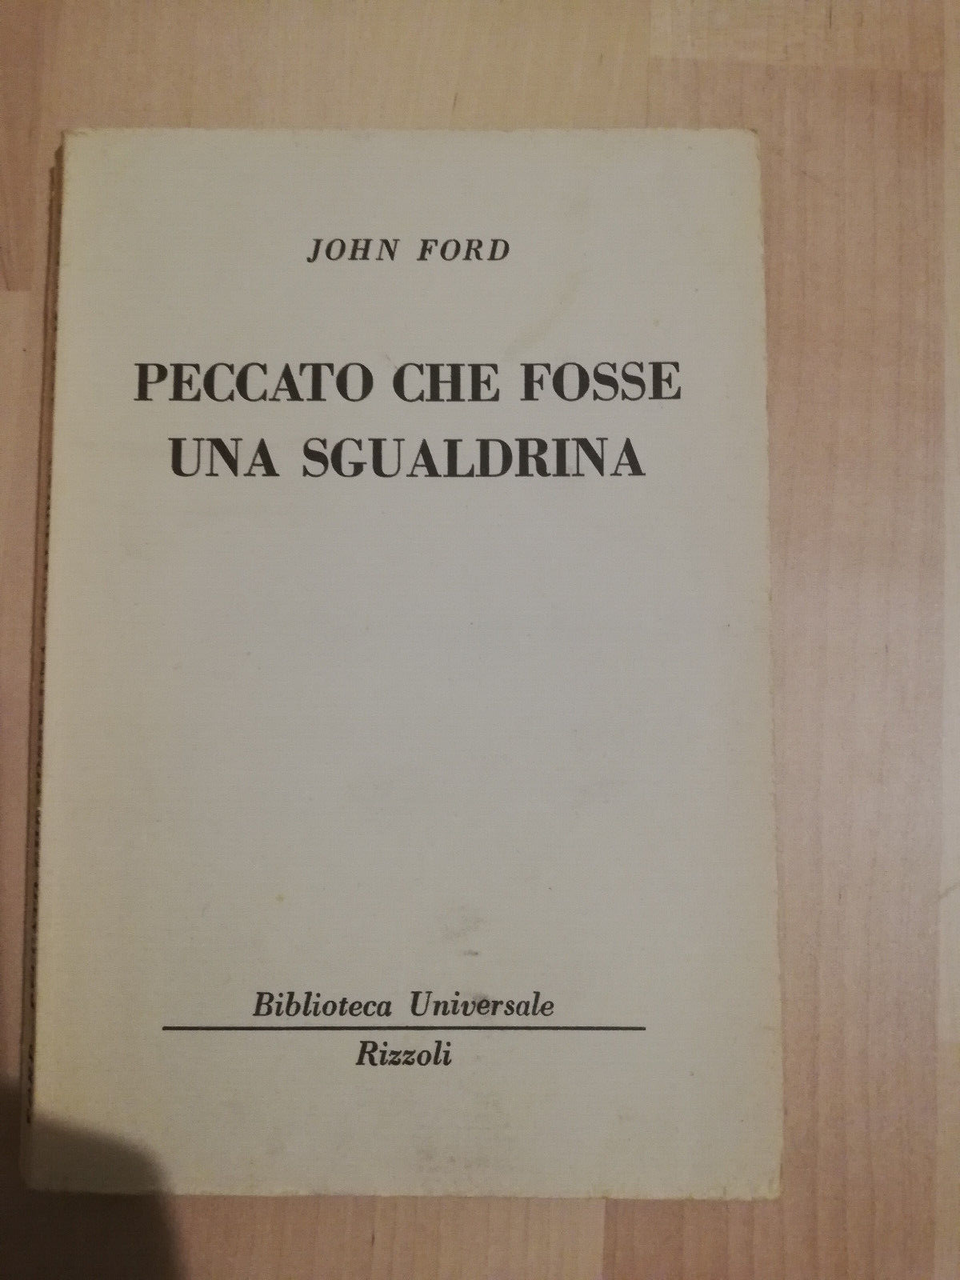 JOHN FORD
PECCATO CHE FOSSE
UNA SGUALDRINA
Biblioteca Universale
Rizzoli